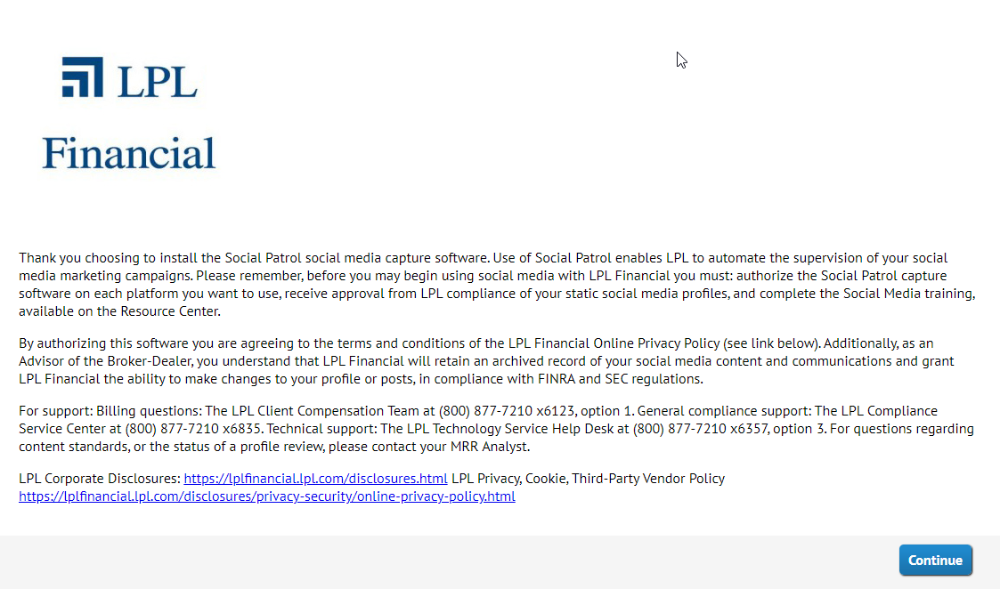 LPL
Financial
Thank you choosing to install the Social Patrol social media capture software. Use of Social Patrol enables LPL to automate the supervision of your social
media marketing campaigns. Please remember, before you may begin using social media with LPL Financial you must: authorize the Social Patrol capture
software on each platform you want to use, receive approval from LPL compliance of your static social media profiles, and complete the Social Media training,
available on the Resource Center.
By authorizing this software you are agreeing to the terms and conditions of the LPL Financial Online Privacy Policy (see link below). Additionally, as an
Advisor of the Broker-Dealer, you understand that LPL Financial will retain an archived record of your social media content and communications and grant
LPL Financial the ability to make changes to your profile or posts, in compliance with FINRA and SEC regulations.
For support: Billing questions: The LPL Client Compensation Team at (800) 877-7210 x6123, option 1. General compliance support: The LPL Compliance
Service Center at (800) 877-7210 x6835. Technical support: The LPL Technology Service Help Desk at (800) 877-7210 x6357, option 3. For questions regarding
content standards, or the status of a profile review, please contact your MRR Analyst.
LPL Corporate Disclosures: https://lplfinancial.lpl.com/disclosures.html LPL Privacy, Cookie, Third-Party Vendor Policy
https://lplfinancial.lpl.com/disclosures/privacy-security/online-privacy-policy.html
Continue